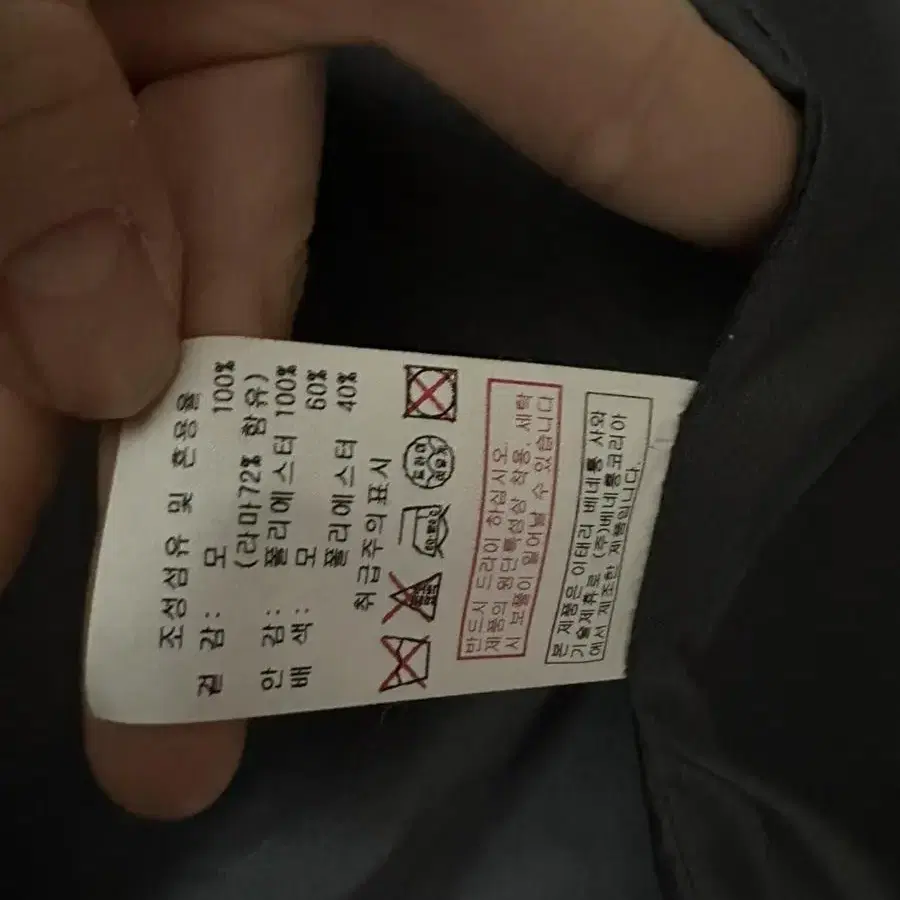 조성섬유 및 혼용율
겉 감 : 모 100%
(라마72% 함유)
안 감 : 폴리에스터 100%
배 색 : 모 60%
폴리에스터 40%
취급주의표시
드라이
반드시 드라이 하십시오.
제품의 원단특성상 착용, 세탁
시 보풀이 일어날 수 있습니다
본 제품은 이태리 베네통 사와
기술제휴로 (주)베네통코리아
에서 제조한 제품입니다.